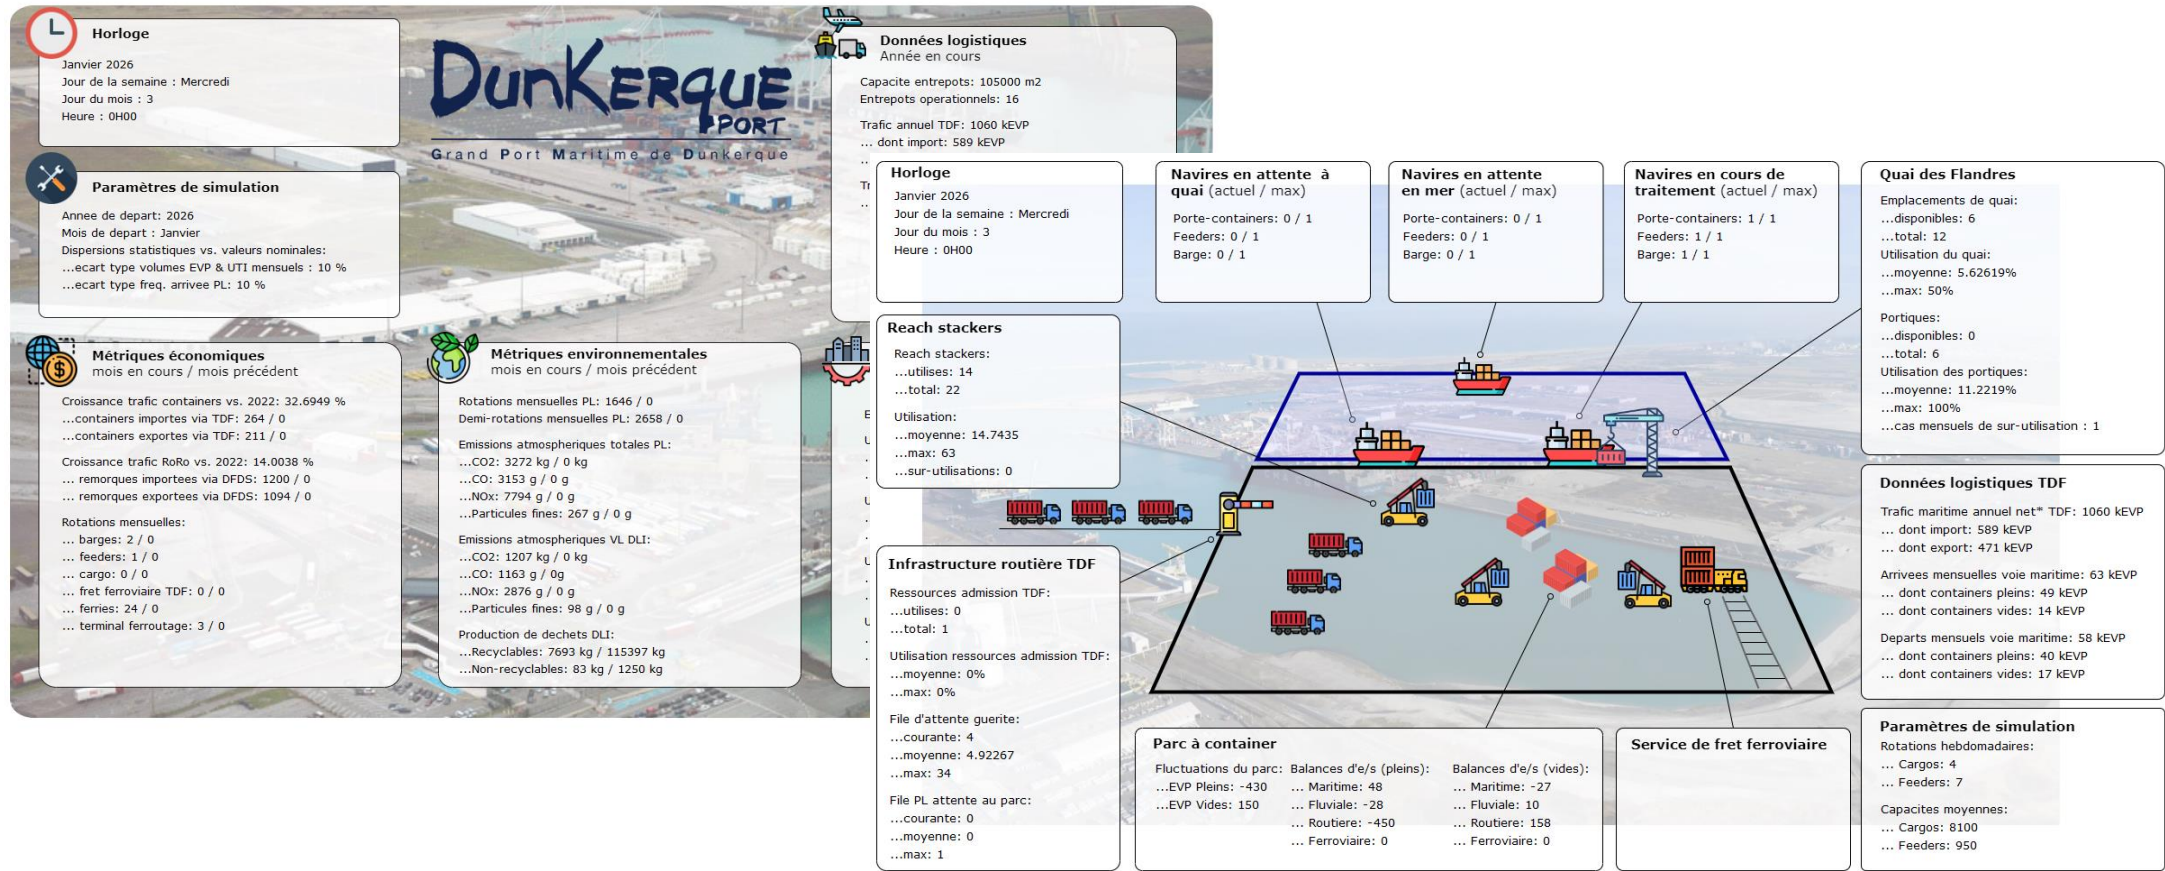 Horloge
Janvier 2026
Jour de la semaine : Mercredi
Jour du mois : 3
Heure : 0H00
Paramètres de simulation
Annee de depart: 2026
Mois de depart : Janvier
Dispersions statistiques vs. valeurs nominales:
...ecart type volumes EVP & UTI mensuels : 10 %
...ecart type freq. arrivee PL: 10 %
DUNKERQUE
PORT
Grand Port Maritime de Dunkerque
Données logistiques
Année en cours
Capacite entrepots: 105000 m2
Entrepots operationnels: 16
Trafic annuel TDF: 1060 kEVP
... dont import: 589 kEVP
..
Tr
..
Métriques économiques
mois en cours / mois précédent
Croissance trafic containers vs. 2022: 32.6949 %
...containers importes via TDF: 264 / 0
...containers exportes via TDF: 211 / 0
Croissance trafic RoRo vs. 2022: 14.0038 %
... remorques importees via DFDS: 1200 / 0
... remorques exportees via DFDS: 1094 / 0
Rotations mensuelles:
... barges: 2 / 0
... feeders: 1 / 0
... cargo: 0 / 0
... fret ferroviaire TDF: 0 / 0
... ferries: 24 / 0
... terminal ferroutage: 3 / 0
Métriques environnementales
mois en cours / mois précédent
Rotations mensuelles PL: 1646 / 0
Demi-rotations mensuelles PL: 2658 / 0
Emissions atmospheriques totales PL:
...CO2: 3272 kg / 0 kg
...CO: 3153 g / 0 g
...NOx: 7794 g / 0 g
...Particules fines: 267 g / 0 g
Emissions atmospheriques VL DLI:
...CO2: 1207 kg / 0 kg
...CO: 1163 g / 0g
...NOx: 2876 g / 0 g
...Particules fines: 98 g / 0 g
Production de dechets DLI:
...Recyclables: 7693 kg / 115397 kg
...Non-recyclables: 83 kg / 1250 kg
Horloge
Janvier 2026
Jour de la semaine : Mercredi
Jour du mois : 3
Heure : 0H00
Navires en attente à
quai (actuel / max)
Porte-containers: 0 / 1
Feeders: 0 / 1
Barge: 0 / 1
Navires en attente
en mer (actuel / max)
Porte-containers: 0 / 1
Feeders: 0 / 1
Barge: 0 / 1
Navires en cours de
traitement (actuel / max)
Porte-containers: 1 / 1
Feeders: 1 / 1
Barge: 1 / 1
Quai des Flandres
Emplacements de quai:
...disponibles: 6
...total: 12
Utilisation du quai:
...moyenne: 5.62619%
...max: 50%
Portiques:
...disponibles: 0
...total: 6
Utilisation des portiques:
...moyenne: 11.2219%
...max: 100%
...cas mensuels de sur-utilisation : 1
Reach stackers
Reach stackers:
...utilises: 14
...total: 22
Utilisation:
...moyenne: 14.7435
...max: 63
...sur-utilisations: 0
Infrastructure routière TDF
Ressources admission TDF:
...utilises: 0
...total: 1
Utilisation ressources admission TDF:
...moyenne: 0%
...max: 0%
File d'attente guerite:
...courante: 4
...moyenne: 4.92267
...max: 34
File PL attente au parc:
...courante: 0
...moyenne: 0
...max: 1
Parc à container
Fluctuations du parc:
...EVP Pleins: -430
...EVP Vides: 150
Balances d'e/s (pleins):
... Maritime: 48
... Fluviale: -28
... Routiere: -450
... Ferroviaire: 0
Balances d'e/s (vides):
... Maritime: -27
... Fluviale: 10
... Routiere: 158
... Ferroviaire: 0
Service de fret ferroviaire
Données logistiques TDF
Trafic maritime annuel net* TDF: 1060 kEVP
... dont import: 589 kEVP
... dont export: 471 kEVP
Arrivees mensuelles voie maritime: 63 kEVP
... dont containers pleins: 49 kEVP
... dont containers vides: 14 kEVP
Departs mensuels voie maritime: 58 kEVP
... dont containers pleins: 40 kEVP
... dont containers vides: 17 kEVP
Paramètres de simulation
Rotations hebdomadaires:
... Cargos: 4
... Feeders: 7
Capacites moyennes:
... Cargos: 8100
... Feeders: 950